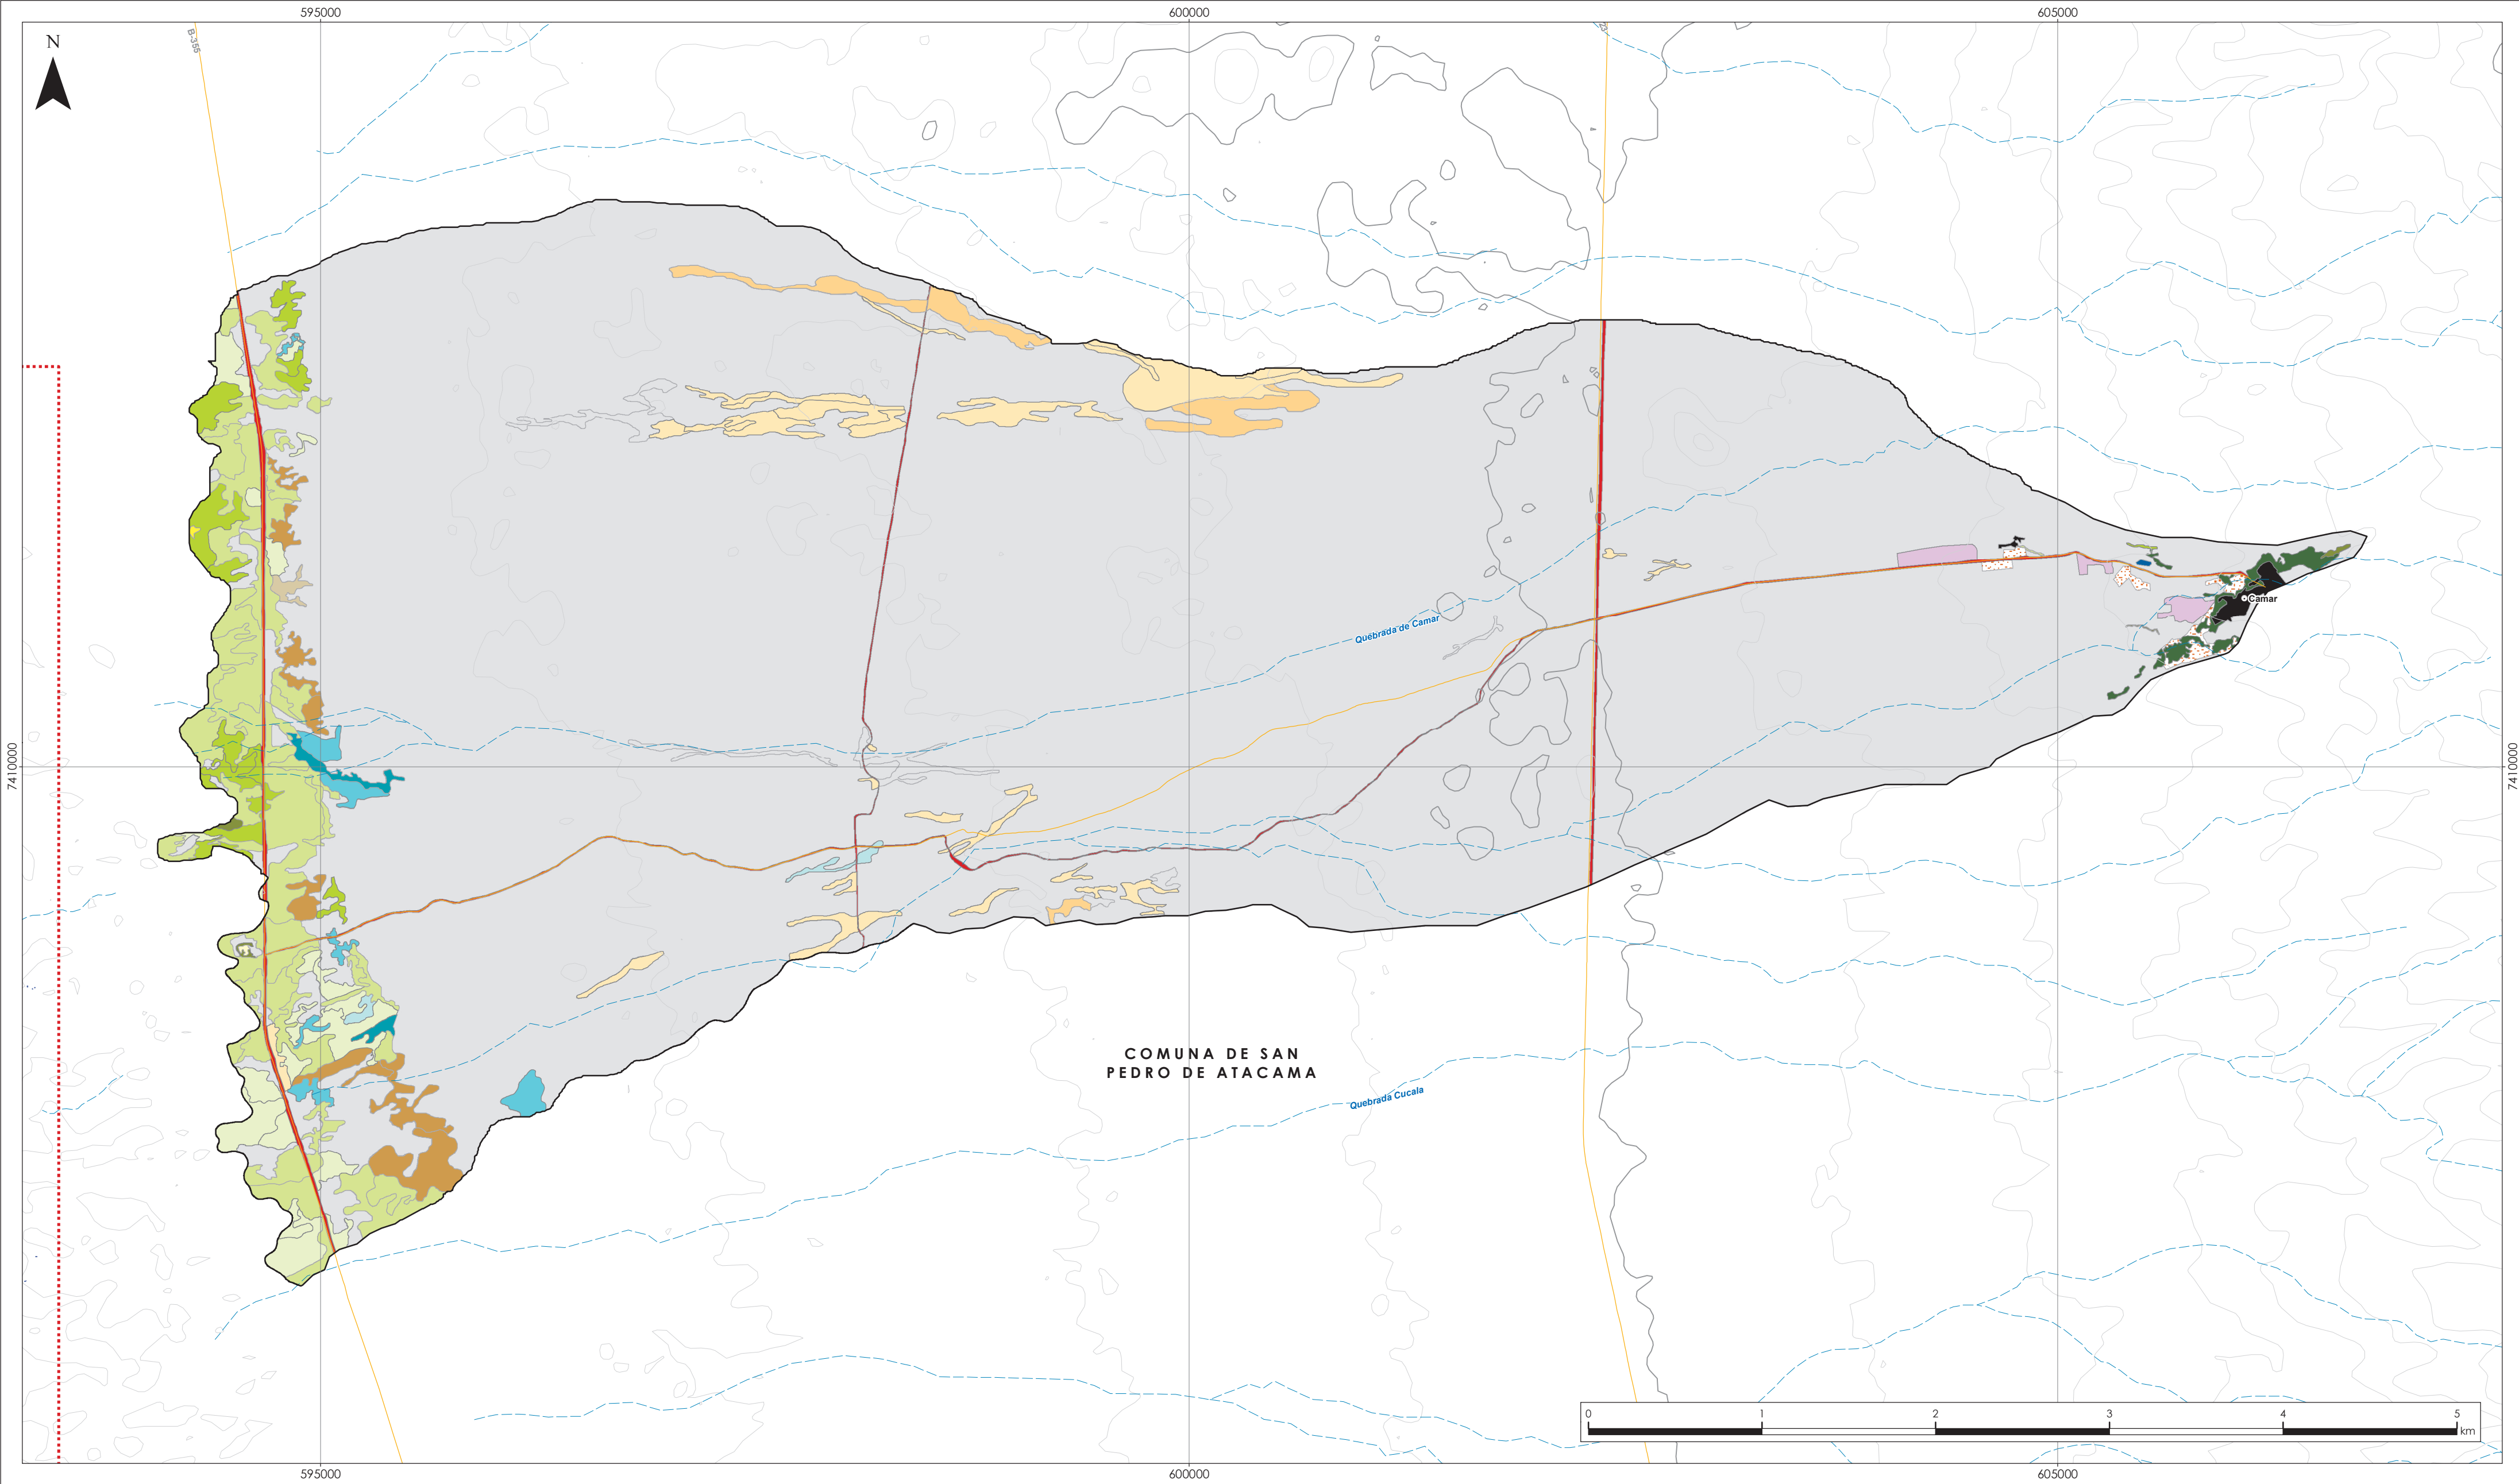 595000
600000
605000
N
B-355
23
Quebrada de Camar
Camar
7410000
7410000
COMUNA DE SAN
PEDRO DE ATACAMA
Quebrada Cucala
0 1 2 3 4 5
km
595000
600000
605000